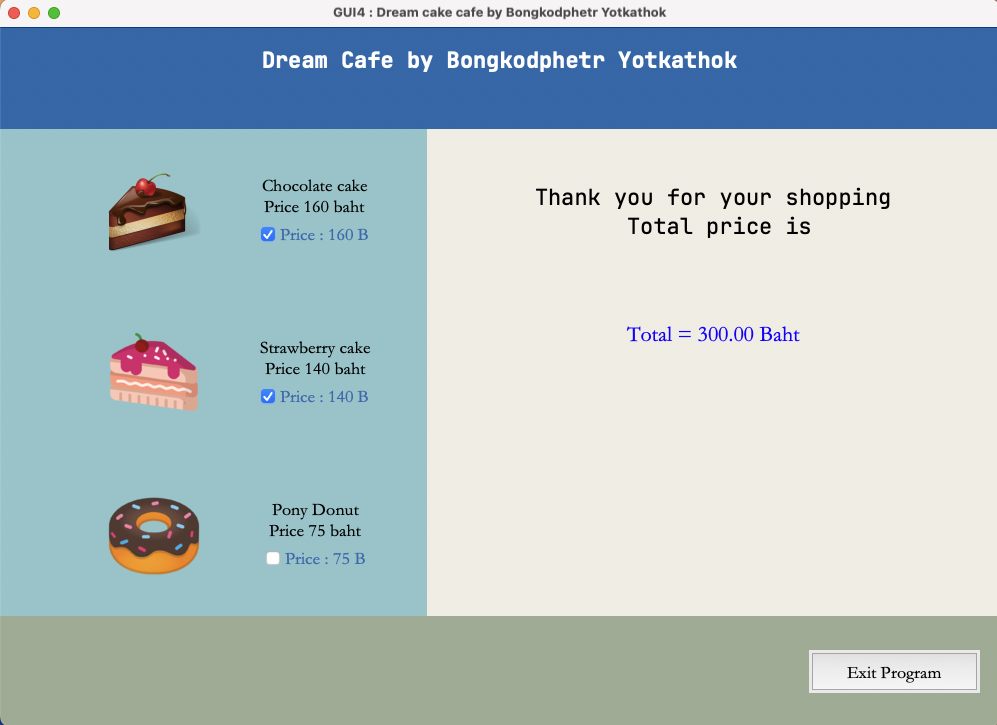 GUI4 : Dream cake cafe by Bongkodphetr Yotkathok
Dream Cafe by Bongkodphetr Yotkathok
Chocolate cake
Price 160 baht
Price : 160 B
Strawberry cake
Price 140 baht
Price : 140 B
Pony Donut
Price 75 baht
Price : 75 B
Thank you for your shopping
Total price is
Total = 300.00 Baht
Exit Program